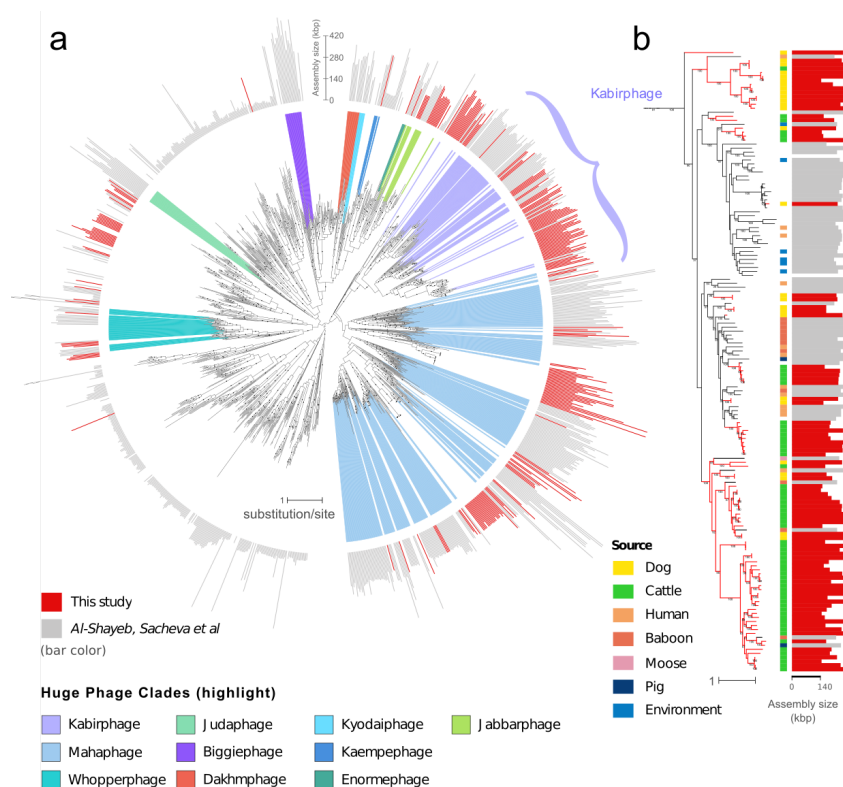 a
b
Assembly size (kbp)
420
280
140
0
Kabirphage
1
substitution/site
This study
Al-Shayeb, Sacheva et al
(bar color)
Huge Phage Clades (highlight)
Kabirphage
Judaphage
Kyodaiphage
Jabbarphage
Mahaphage
Biggiephage
Kaempephage
Whopperphage
Dakhmphage
Enormephage
Source
Dog
Cattle
Human
Baboon
Moose
Pig
Environment
1
0 140
Assembly size
(kbp)